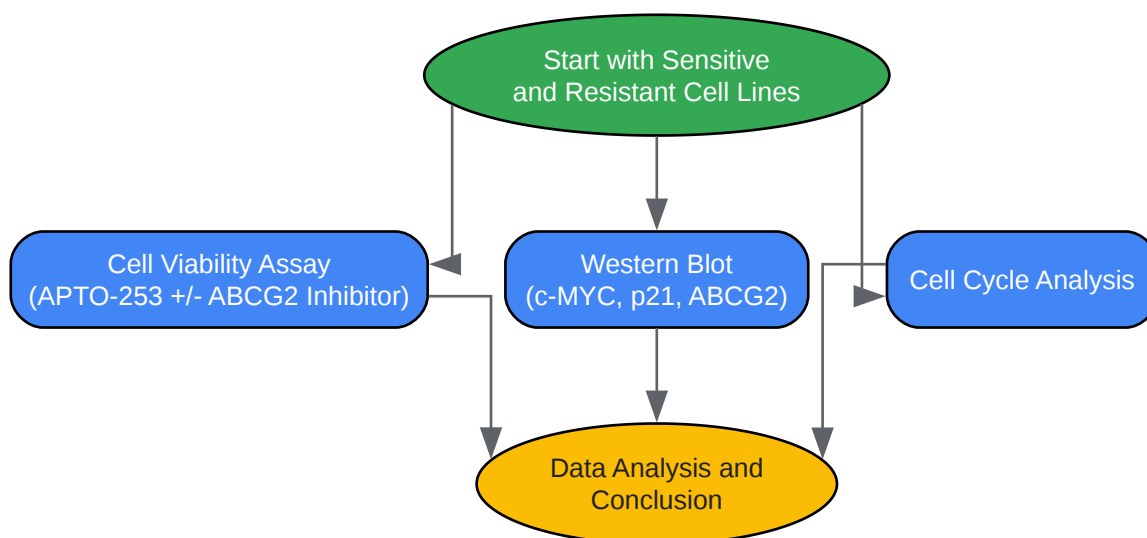 Start with Sensitive
and Resistant Cell Lines
Cell Viability Assay
(APTO-253 +/- ABCG2 Inhibitor)
Western Blot
(c-MYC, p21, ABCG2)
Cell Cycle Analysis
Data Analysis and
Conclusion